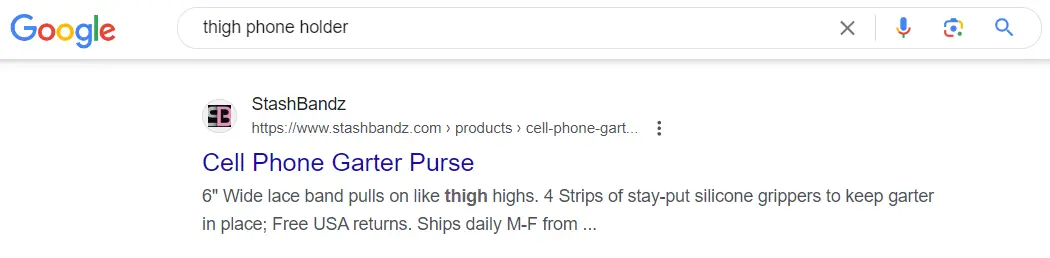 Google thigh phone holder
SB StashBandz
https://www.stashbandz.com › products › cell-phone-gart...
Cell Phone Garter Purse
6" Wide lace band pulls on like thigh highs. 4 Strips of stay-put silicone grippers to keep garter
in place; Free USA returns. Ships daily M-F from ...